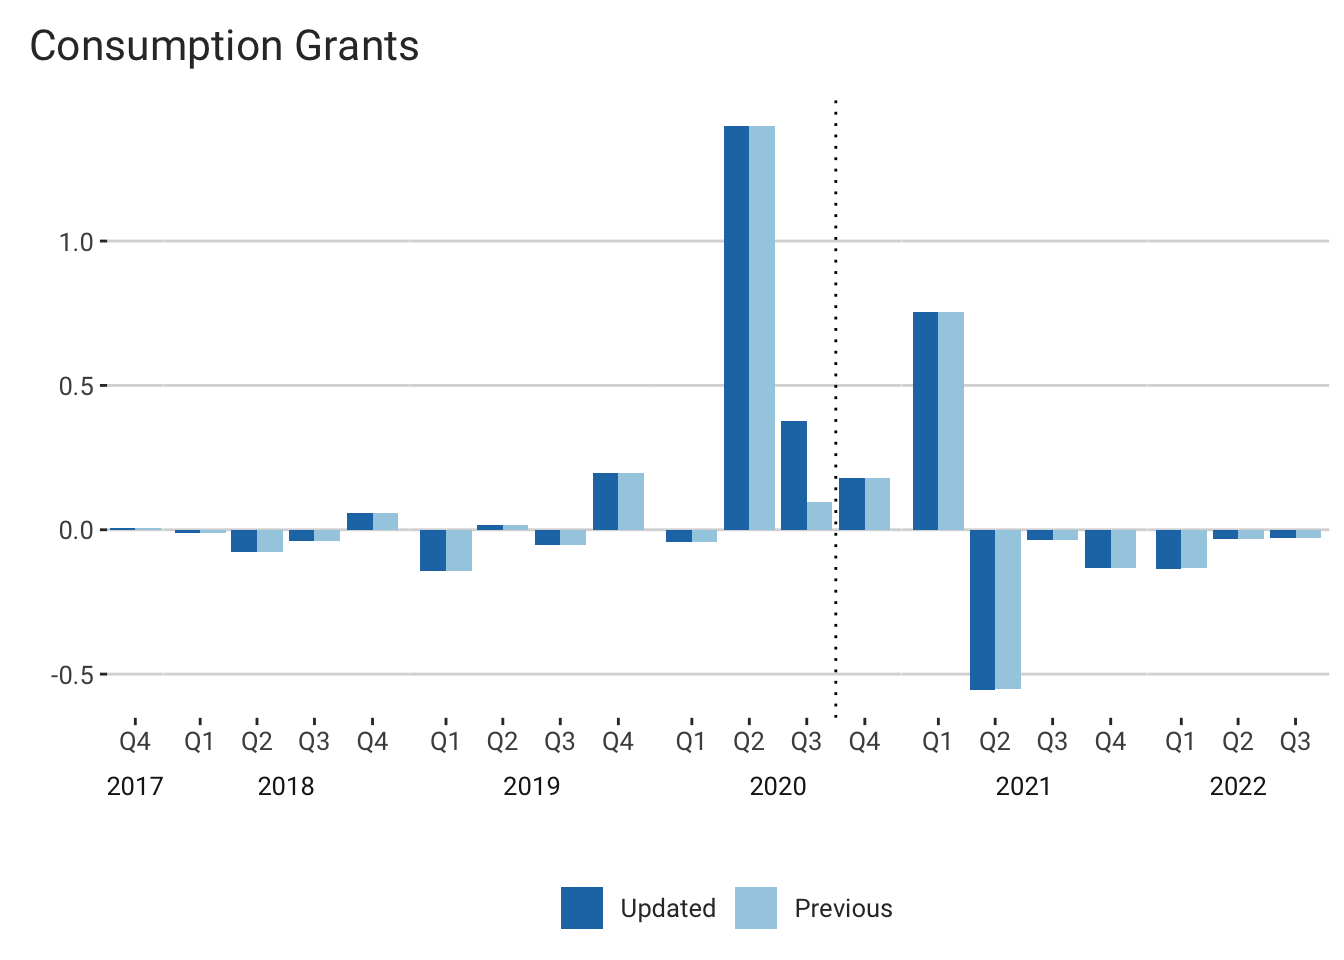 Consumption Grants
1.0
0.5
0.0
-0.5
Q4 Q1 Q2 Q3 Q4 Q1 Q2 Q3 Q4 Q1 Q2 Q3 Q4 Q1 Q2 Q3 Q4 Q1 Q2 Q3
2017 2018 2019 2020 2021 2022
Updated Previous